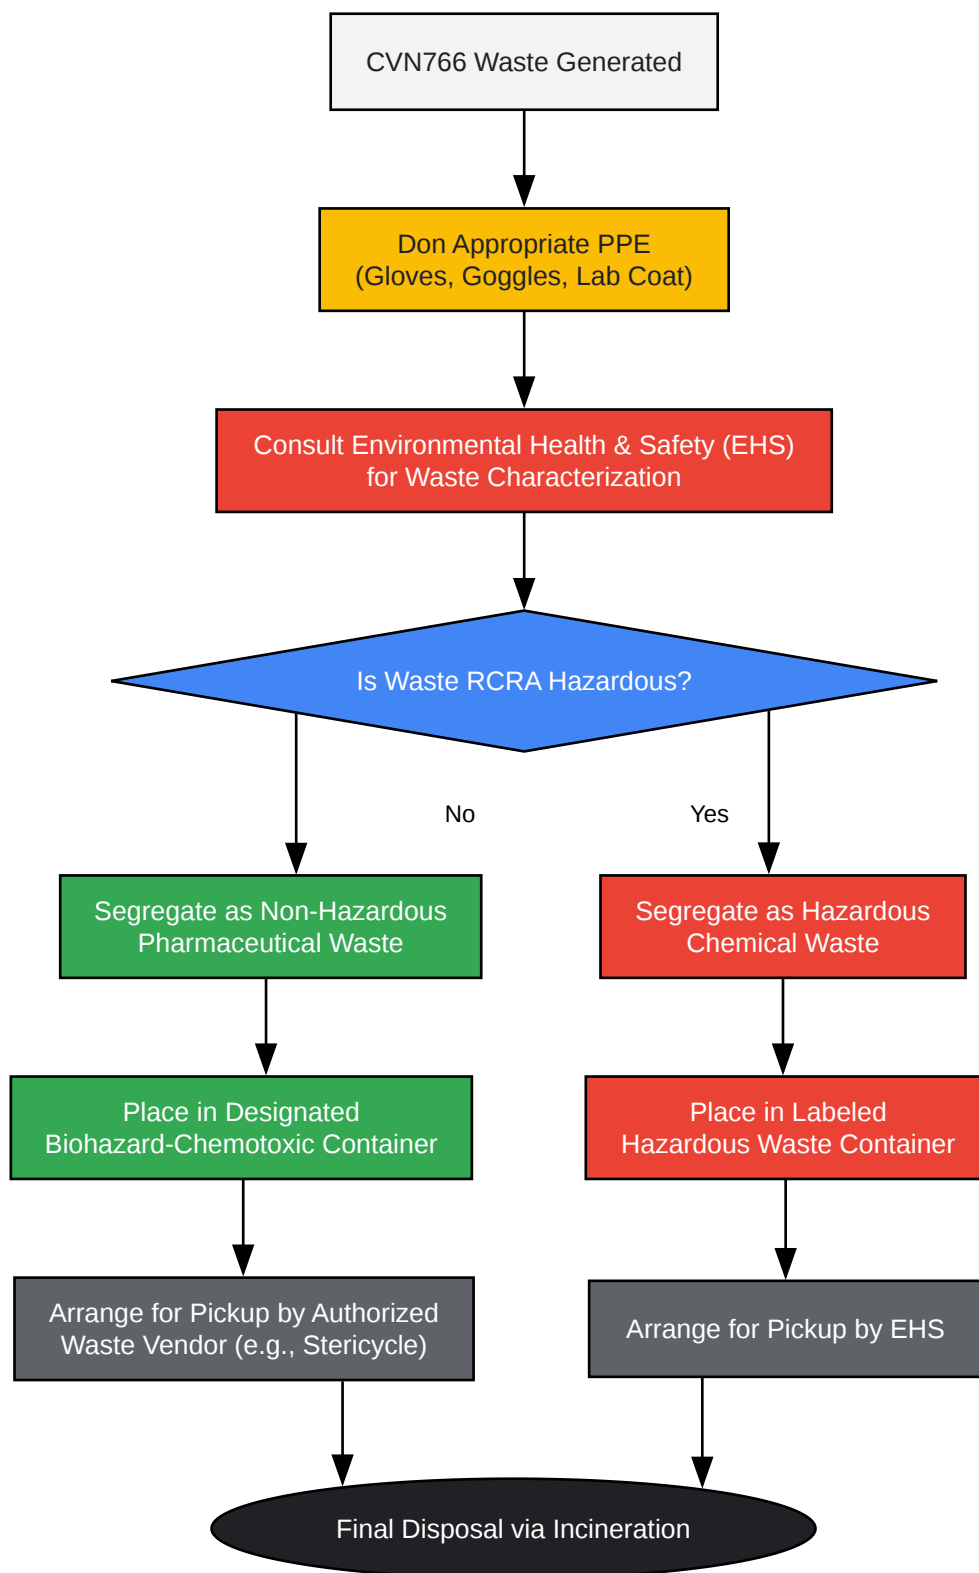 CVN766 Waste Generated
Don Appropriate PPE
(Gloves, Goggles, Lab Coat)
Consult Environmental Health & Safety (EHS)
for Waste Characterization
Is Waste RCRA Hazardous?
No
Yes
Segregate as Non-Hazardous
Pharmaceutical Waste
Segregate as Hazardous
Chemical Waste
Place in Designated
Biohazard-Chemotoxic Container
Place in Labeled
Hazardous Waste Container
Arrange for Pickup by Authorized
Waste Vendor (e.g., Stericycle)
Arrange for Pickup by EHS
Final Disposal via Incineration